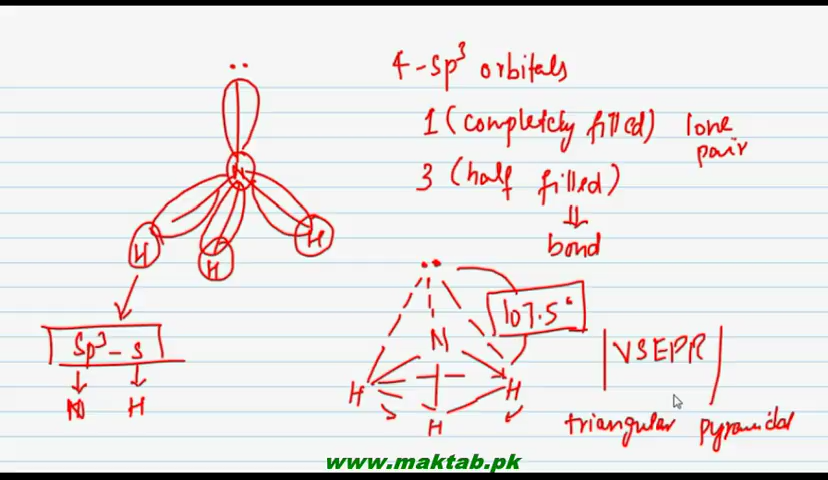 4-sp³ orbitals
1 (completely filled) lone pair
3 (half filled)
⇓
bond
··
N
H H H
sp³ - s
↓ ↓
N H
··
107.5°
N
H H
H
VSEPR
triangular pyramidal
www.maktab.pk